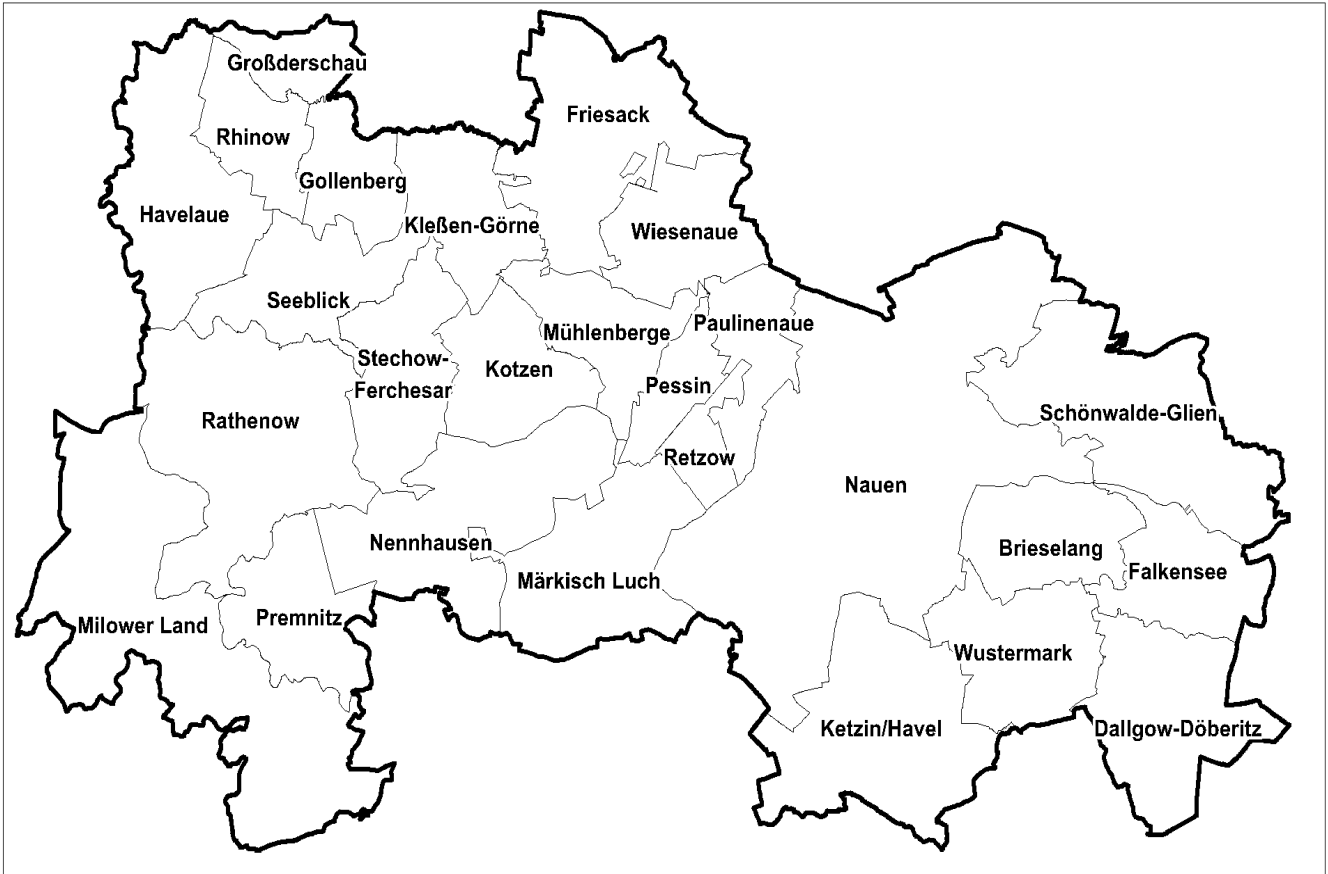 Großderschau
Friesack
Rhinow
Gollenberg
Havelaue
Kleßen-Görne
Wiesenaue
Seeblick
Mühlenberge
Paulinenaue
Stechow-
Ferchesar
Kotzen
Pessin
Schönwalde-Glien
Rathenow
Retzow
Nauen
Nennhausen
Brieselang
Falkensee
Märkisch Luch
Premnitz
Milower Land
Wustermark
Ketzin/Havel
Dallgow-Döberitz